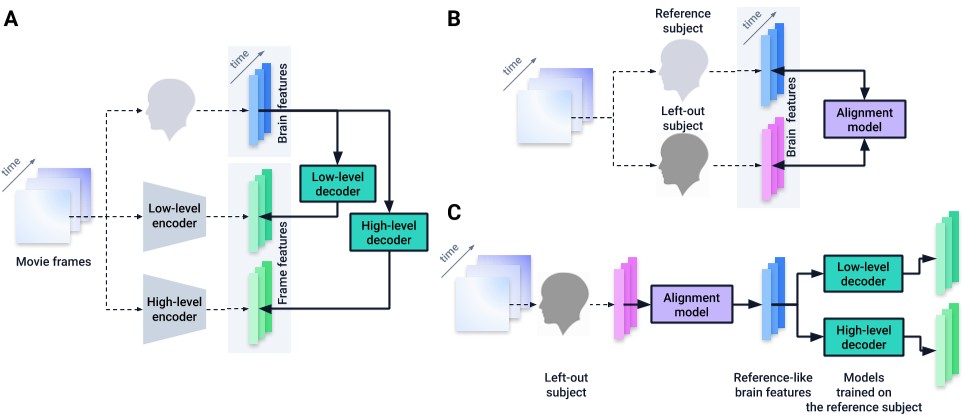 A
time
time
Brain features
Low-level
decoder
High-level
decoder
Low-level
encoder
High-level
encoder
Frame features
Movie frames
B
Reference
subject
time
time
Left-out
subject
Brain features
Alignment
model
C
time
Left-out
subject
Alignment
model
Reference-like
brain features
Low-level
decoder
High-level
decoder
Models
trained on
the reference subject